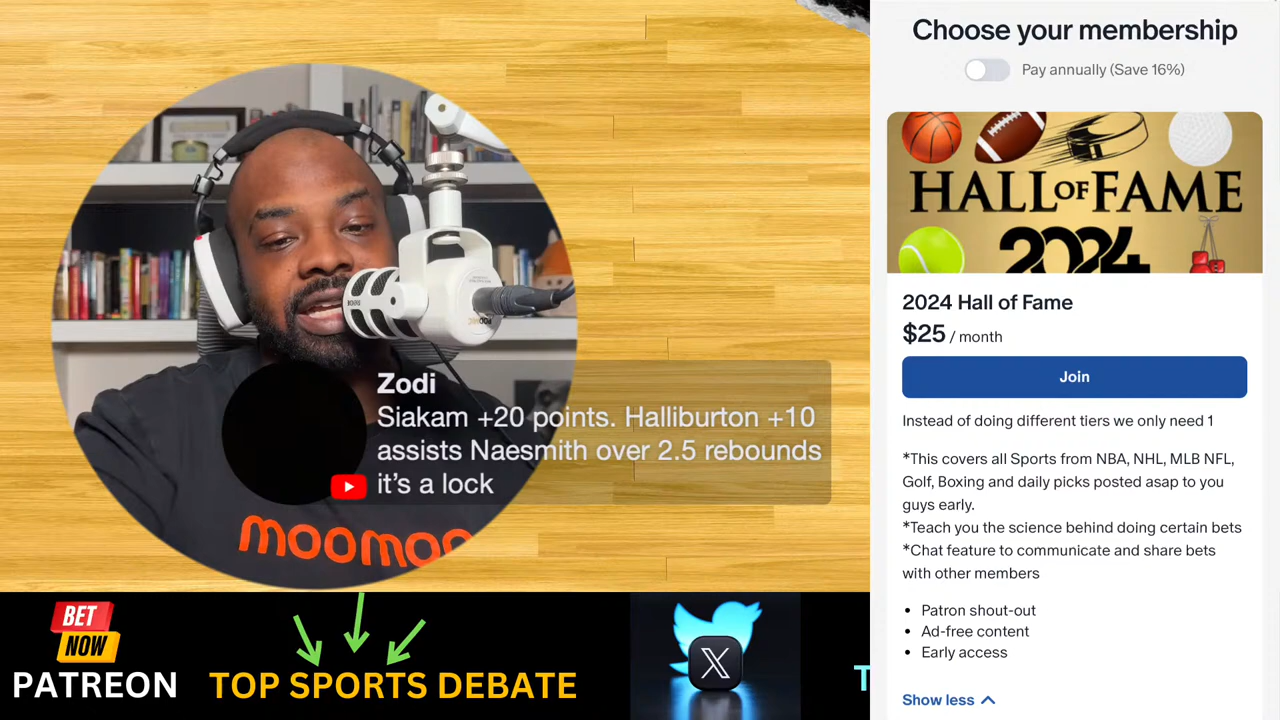 Zodi
Siakam +20 points. Halliburton +10
assists Naesmith over 2.5 rebounds
it's a lock
moomoo
BET
NOW
PATREON
TOP SPORTS DEBATE
X
T
Choose your membership
Pay annually (Save 16%)
HALL OF FAME
2024
2024 Hall of Fame
$25 / month
Join
Instead of doing different tiers we only need 1
*This covers all Sports from NBA, NHL, MLB NFL,
Golf, Boxing and daily picks posted asap to you
guys early.
*Teach you the science behind doing certain bets
*Chat feature to communicate and share bets
with other members
• Patron shout-out
• Ad-free content
• Early access
Show less